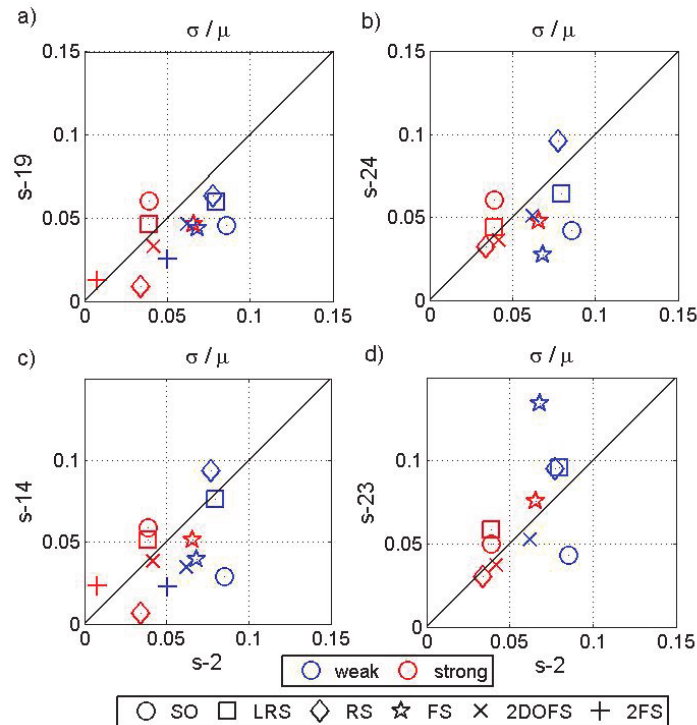 a)
σ / μ
0.15
0.1
0.05
0
s-19
0 0.05 0.1 0.15
b)
σ / μ
0.15
0.1
0.05
0
s-24
0 0.05 0.1 0.15
c)
σ / μ
0.1
0.05
0
s-14
0 0.05 0.1 0.15
s-2
d)
σ / μ
0.1
0.05
0
s-23
0 0.05 0.1 0.15
s-2
weak strong
SO LRS RS FS 2DOFS 2FS